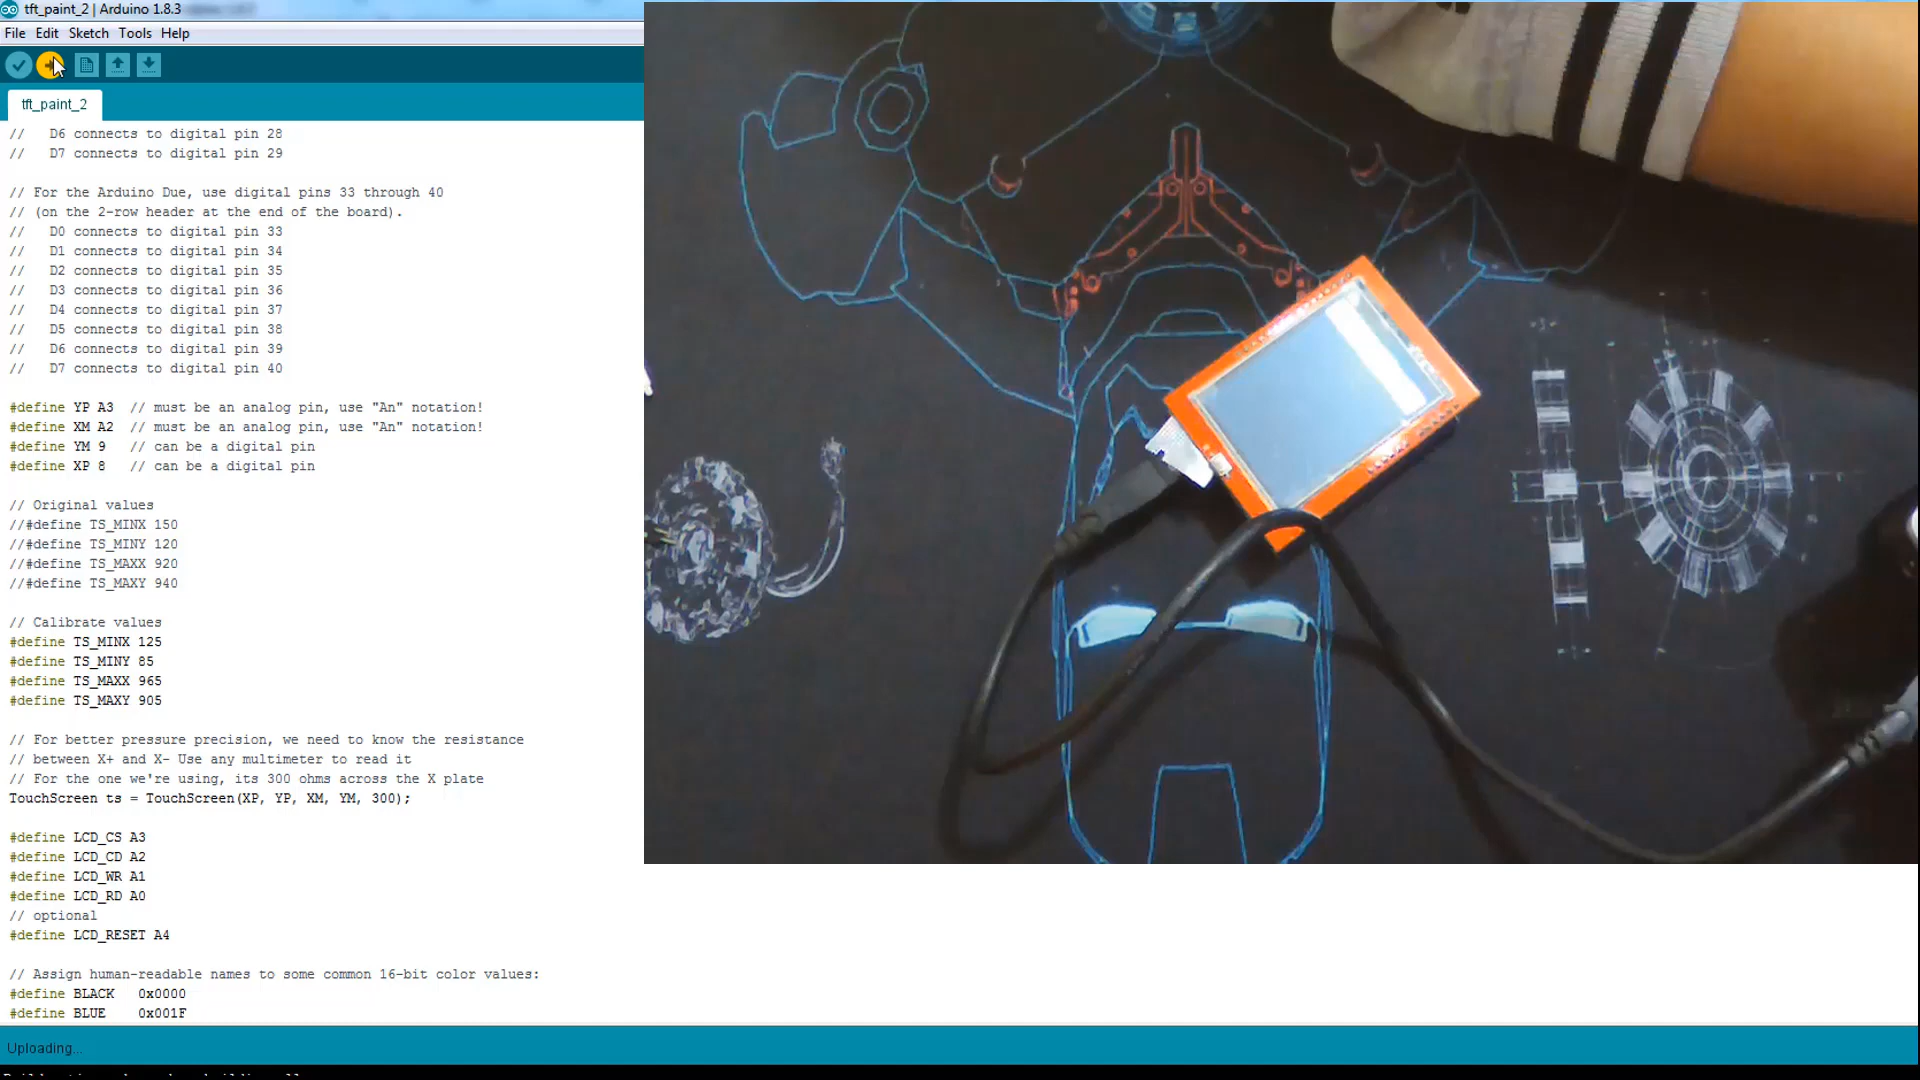 tft_paint_2 | Arduino 1.8.3
File Edit Sketch Tools Help
tft_paint_2
// D6 connects to digital pin 28
// D7 connects to digital pin 29
// For the Arduino Due, use digital pins 33 through 40
// (on the 2-row header at the end of the board).
// D0 connects to digital pin 33
// D1 connects to digital pin 34
// D2 connects to digital pin 35
// D3 connects to digital pin 36
// D4 connects to digital pin 37
// D5 connects to digital pin 38
// D6 connects to digital pin 39
// D7 connects to digital pin 40
#define YP A3 // must be an analog pin, use "An" notation!
#define XM A2 // must be an analog pin, use "An" notation!
#define YM 9 // can be a digital pin
#define XP 8 // can be a digital pin
// Original values
//#define TS_MINX 150
//#define TS_MINY 120
//#define TS_MAXX 920
//#define TS_MAXY 940
// Calibrate values
#define TS_MINX 125
#define TS_MINY 85
#define TS_MAXX 965
#define TS_MAXY 905
// For better pressure precision, we need to know the resistance
// between X+ and X- Use any multimeter to read it
// For the one we're using, its 300 ohms across the X plate
TouchScreen ts = TouchScreen(XP, YP, XM, YM, 300);
#define LCD_CS A3
#define LCD_CD A2
#define LCD_WR A1
#define LCD_RD A0
// optional
#define LCD_RESET A4
// Assign human-readable names to some common 16-bit color values:
#define BLACK 0x0000
#define BLUE 0x001F
Uploading...